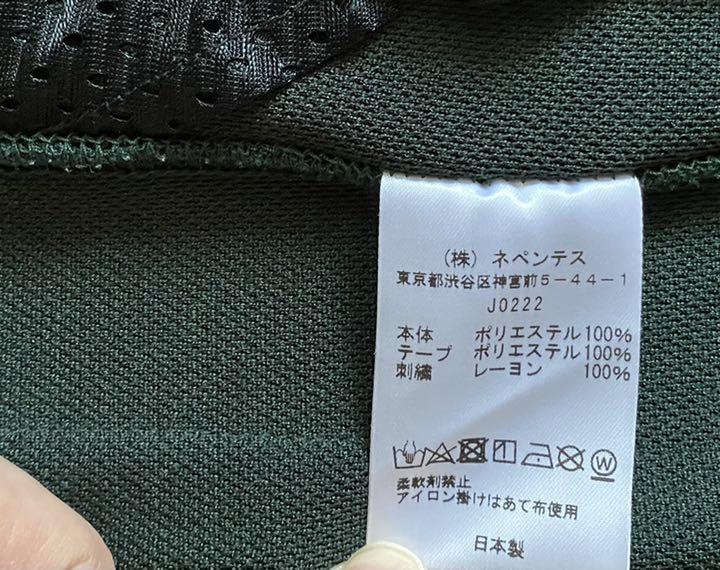 (株) ネペンテス
東京都渋谷区神宮前5-44-1
J0222
本体 ポリエステル100%
テープ ポリエステル100%
刺繍 レーヨン 100%
W
柔軟剤禁止
アイロン掛けはあて布使用
日本製